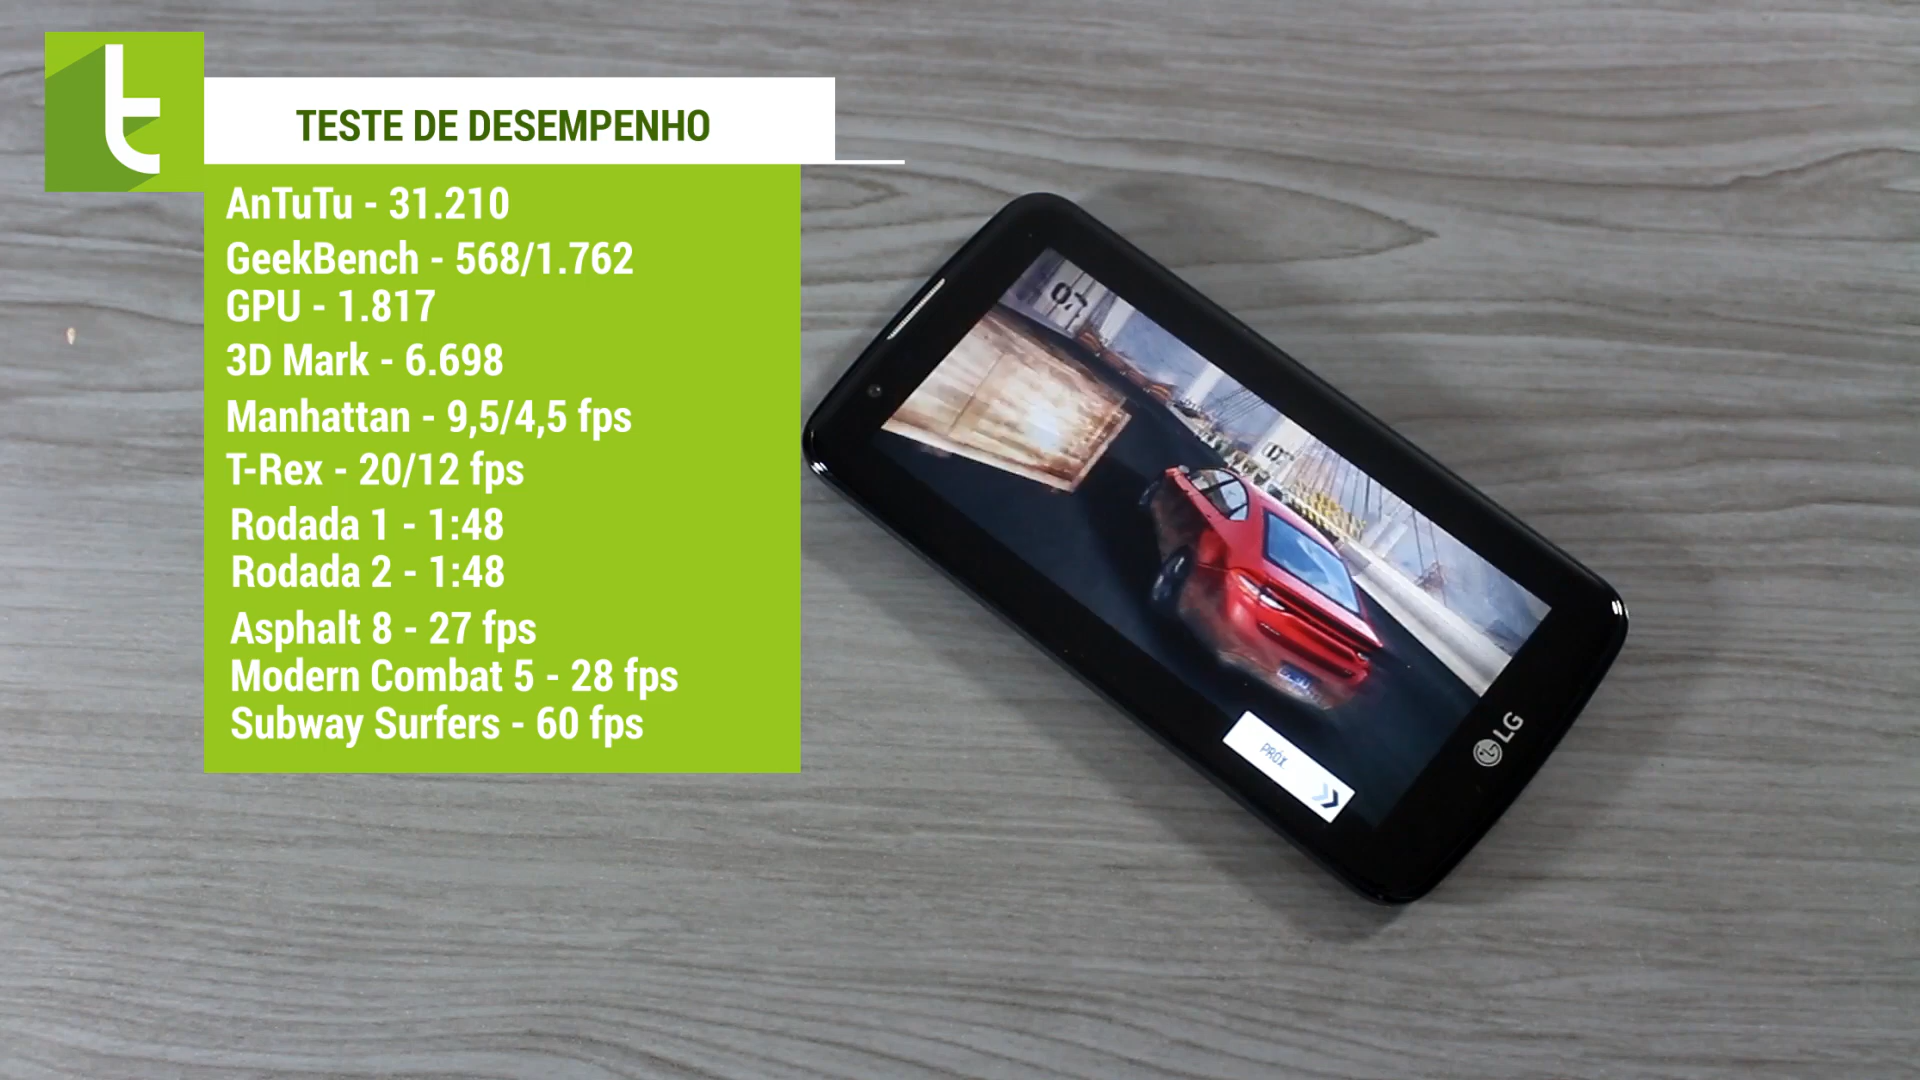 t
TESTE DE DESEMPENHO
AnTuTu - 31.210
GeekBench - 568/1.762
GPU - 1.817
3D Mark - 6.698
Manhattan - 9,5/4,5 fps
T-Rex - 20/12 fps
Rodada 1 - 1:48
Rodada 2 - 1:48
Asphalt 8 - 27 fps
Modern Combat 5 - 28 fps
Subway Surfers - 60 fps
07
07
PRÓX.
LG